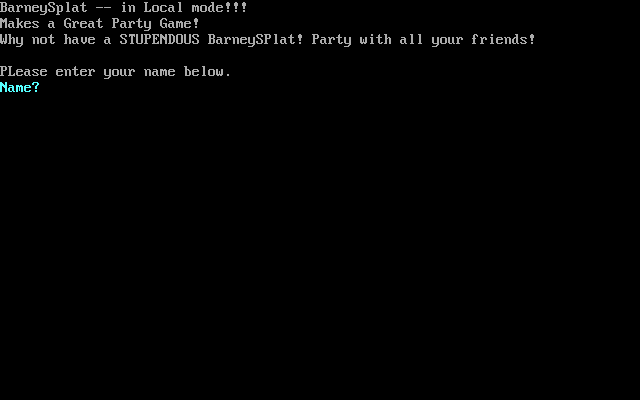 BarneySplat -- in Local mode!!!
Makes a Great Party Game!
Why not have a STUPENDOUS BarneySPlat! Party with all your friends!
PLease enter your name below.
Name?